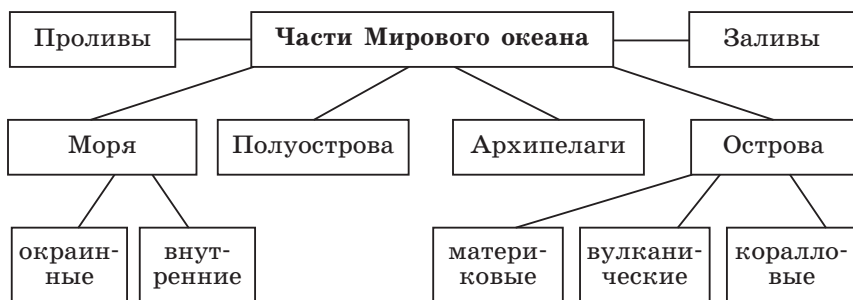 Проливы
Части Мирового океана
Заливы
Моря
Полуострова
Архипелаги
Острова
окраин-
ные
внут-
ренние
матери-
ковые
вулкани-
ческие
коралло-
вые